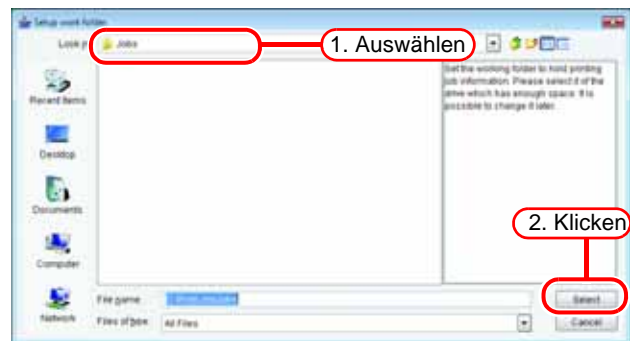 Setup work folder
Look
Jobs
1. Auswählen
Set the working folder to hold printing
job information. Please select it of the
drive which has enough space. It is
possible to change it later.
Recent Items
Desktop
Documents
Computer
Network
2. Klicken
File name
Select
Files of type
All Files
Cancel